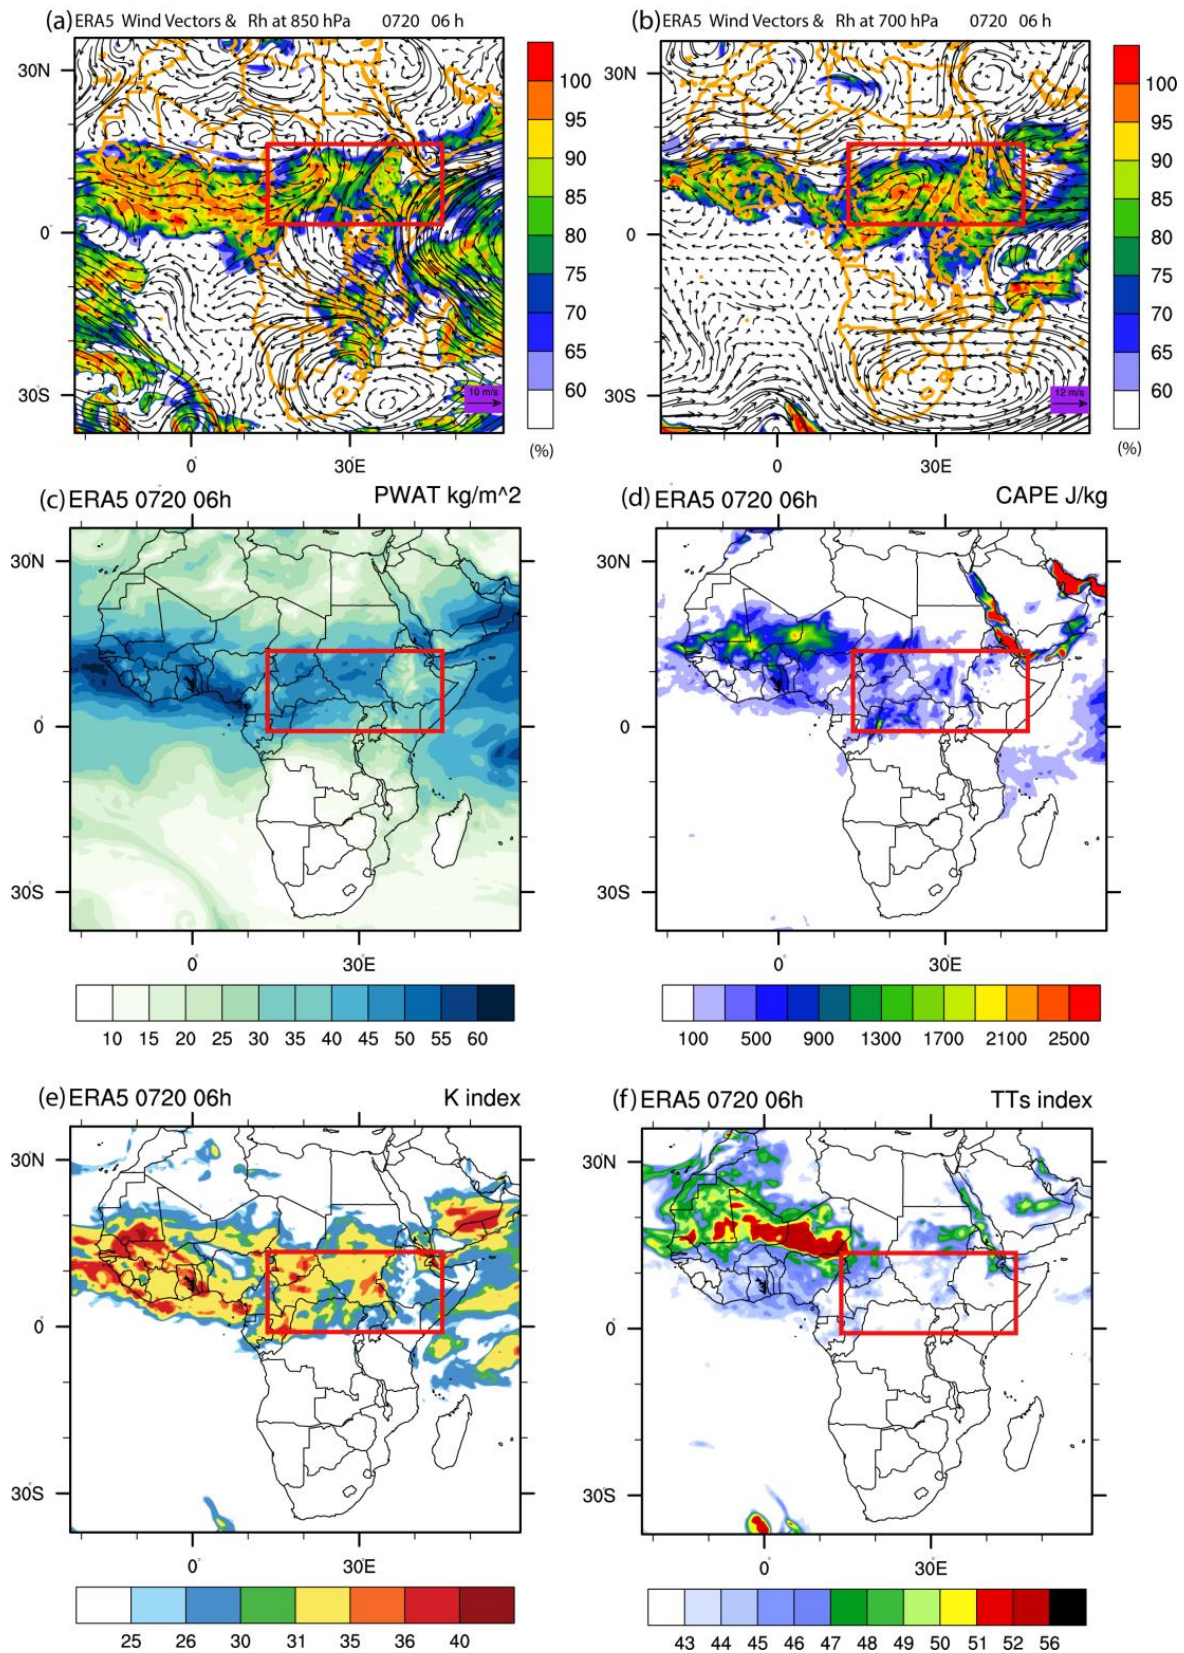 (a) ERA5 Wind Vectors & Rh at 850 hPa 0720 06 h
30N
0°
30S
0° 30E
10 m/s
100
95
90
85
80
75
70
65
60
(%)
(b) ERA5 Wind Vectors & Rh at 700 hPa 0720 06 h
30N
0
30S
0° 30E
12 m/s
100
95
90
85
80
75
70
65
60
(%)
(c) ERA5 0720 06h PWAT kg/m^2
30N
0
30S
0° 30E
10 15 20 25 30 35 40 45 50 55 60
(d) ERA5 0720 06h CAPE J/kg
30N
0
30S
0° 30E
100 500 900 1300 1700 2100 2500
(e) ERA5 0720 06h K index
30N
0
30S
0° 30E
25 26 30 31 35 36 40
(f) ERA5 0720 06h TTs index
30N
0
30S
0° 30E
43 44 45 46 47 48 49 50 51 52 56